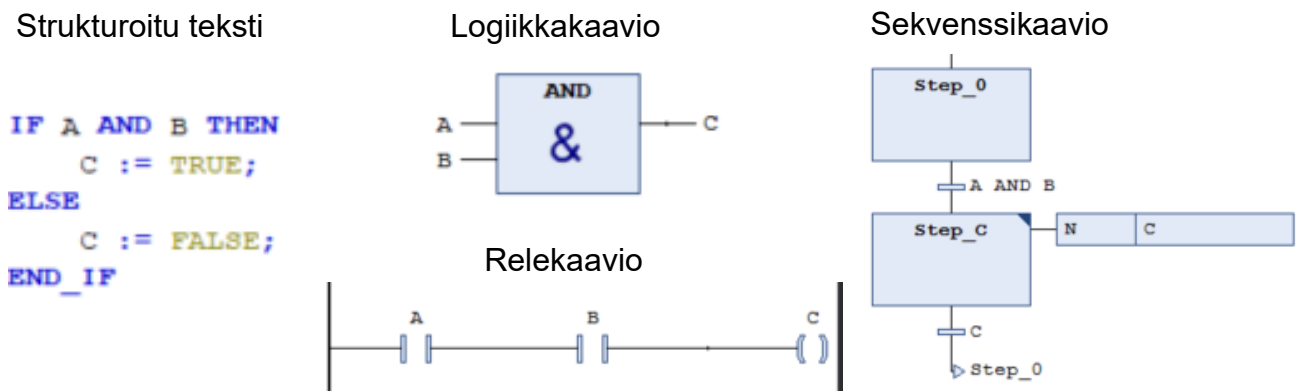 Strukturoitu teksti
IF A AND B THEN
C := TRUE;
ELSE
C := FALSE;
END_IF
Logiikkakaavio
AND
&
A
B
C
Relekaavio
A B C
Sekvenssikaavio
Step_0
A AND B
Step_C N C
C
Step_0